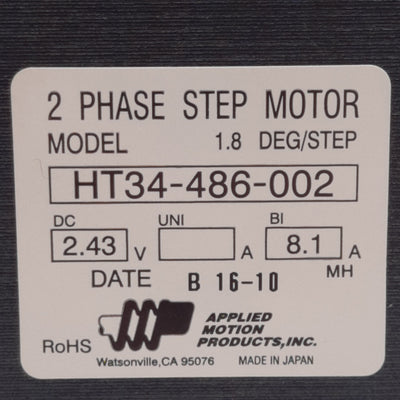 2 PHASE STEP MOTOR
MODEL 1.8 DEG/STEP
HT34-486-002
DC UNI BI
2.43 V A 8.1 A
DATE B 16-10 MH
RoHS APPLIED
MOTION
PRODUCTS, INC.
Watsonville, CA 95076 MADE IN JAPAN